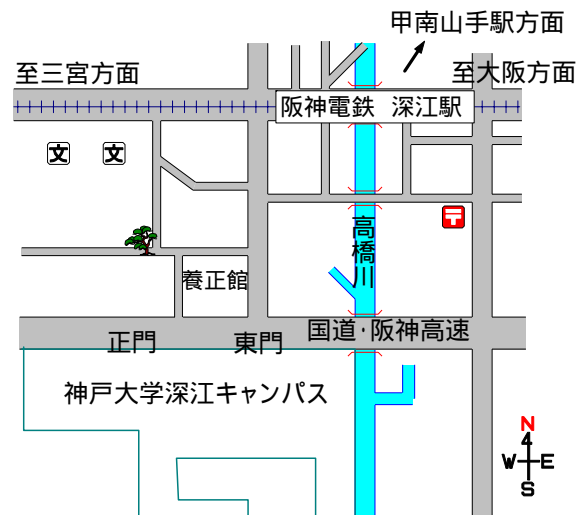 甲南山手駅方面
至三宮方面
至大阪方面
阪神電鉄 深江駅
文 文
〒
高橋川
養正館
国道・阪神高速
正門
東門
神戸大学深江キャンパス
N
W E
S